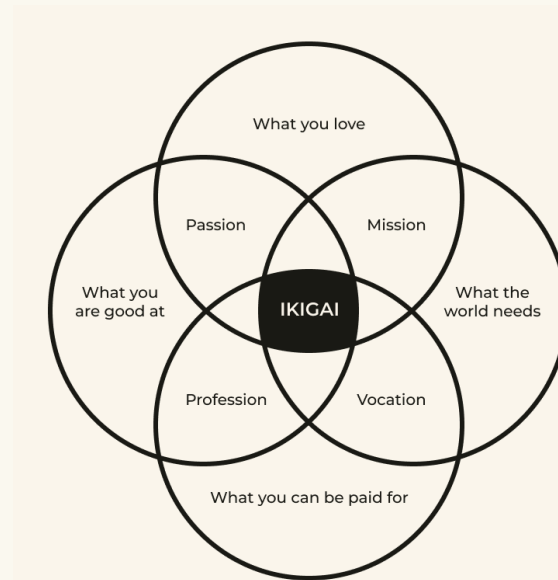 What you love
Passion
Mission
What you
are good at
IKIGAI
What the
world needs
Profession
Vocation
What you can be paid for